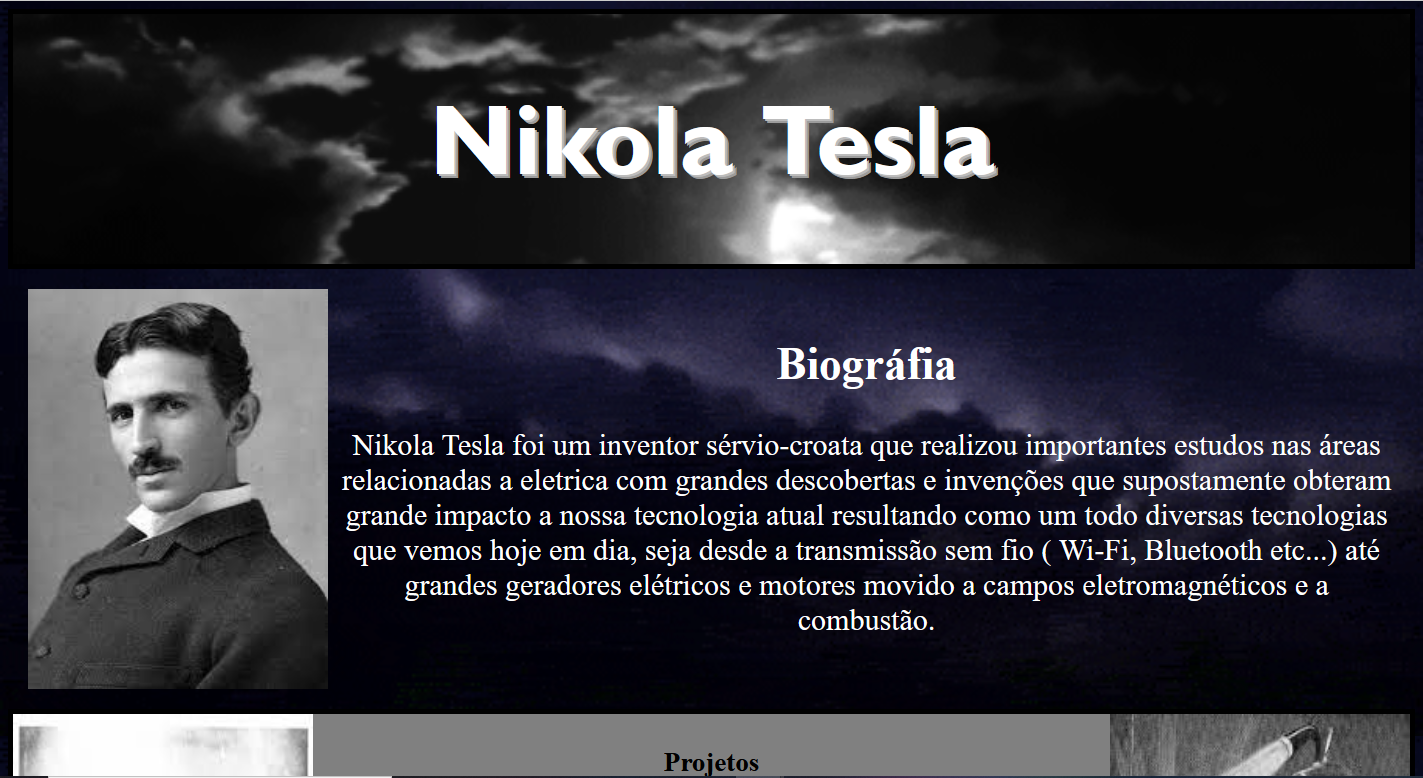 Nikola Tesla
Biográfia
Nikola Tesla foi um inventor sérvio-croata que realizou importantes estudos nas áreas
relacionadas a eletrica com grandes descobertas e invenções que supostamente obteram
grande impacto a nossa tecnologia atual resultando como um todo diversas tecnologias
que vemos hoje em dia, seja desde a transmissão sem fio ( Wi-Fi, Bluetooth etc...) até
grandes geradores elétricos e motores movido a campos eletromagnéticos e a
combustão.
Projetos